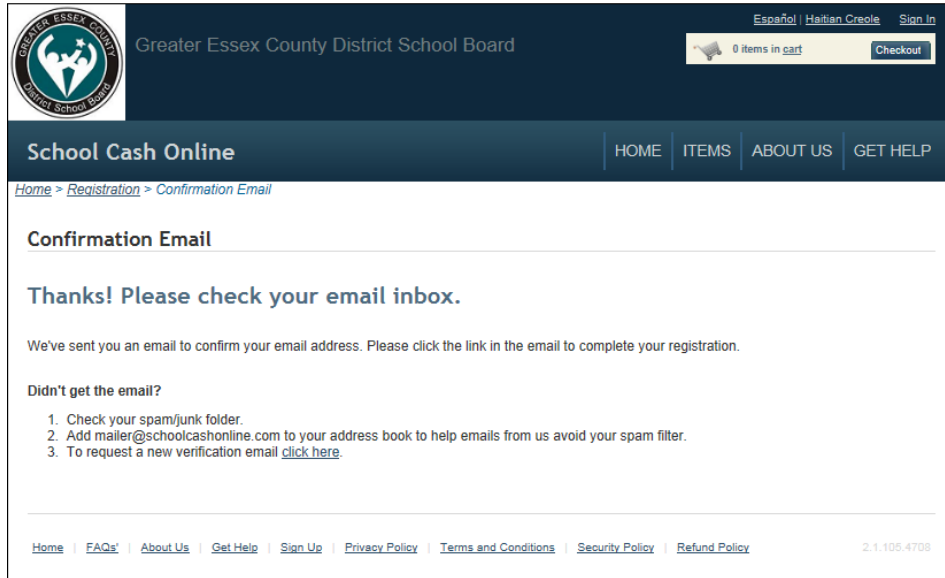 GREATER ESSEX COUNTY
District School Board
Greater Essex County District School Board
Español | Haitian Creole Sign In
0 items in cart Checkout
School Cash Online
HOME ITEMS ABOUT US GET HELP
Home > Registration > Confirmation Email
Confirmation Email
Thanks! Please check your email inbox.
We've sent you an email to confirm your email address. Please click the link in the email to complete your registration.
Didn't get the email?
1. Check your spam/junk folder.
2. Add mailer@schoolcashonline.com to your address book to help emails from us avoid your spam filter.
3. To request a new verification email click here.
Home | FAQs' | About Us | Get Help | Sign Up | Privacy Policy | Terms and Conditions | Security Policy | Refund Policy 2.1.105.4708